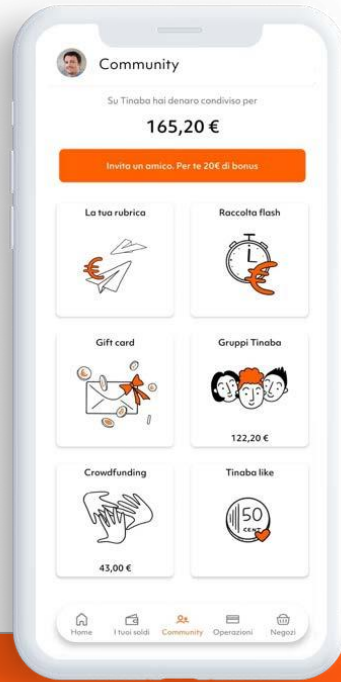 Community
Su Tinaba hai denaro condiviso per
165,20 €
Invita un amico. Per te 20€ di bonus
La tua rubrica
Raccolta flash
Gift card
Gruppi Tinaba
122,20 €
Crowdfunding
Tinaba like
50
CENT
43,00 €
Home
I tuoi soldi
Community
Operazioni
Negozi